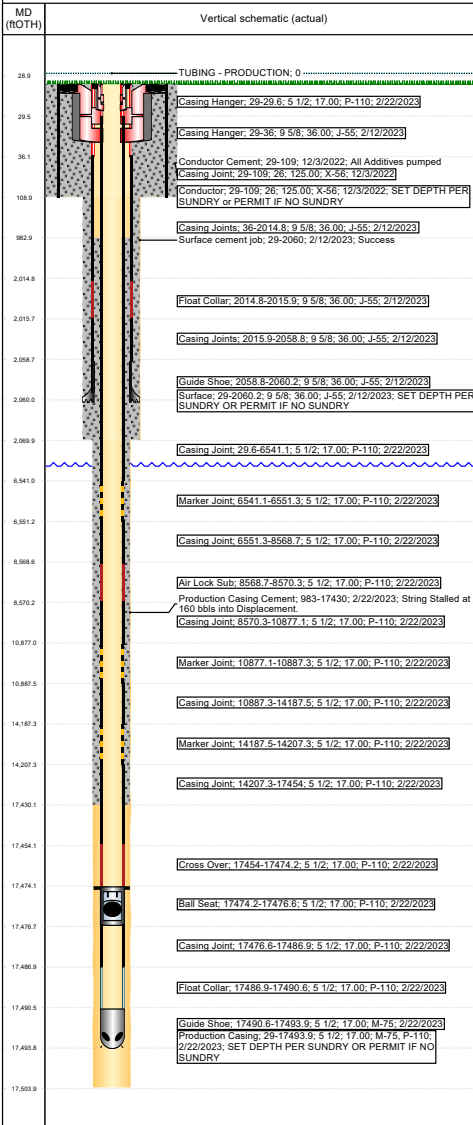 MD
(ftOTH)
Vertical schematic (actual)
28.9
TUBING - PRODUCTION; 0
Casing Hanger; 29-29.6; 5 1/2; 17.00; P-110; 2/22/2023
29.5
Casing Hanger; 29-36; 9 5/8; 36.00; J-55; 2/12/2023
36.1
Conductor Cement; 29-109; 12/3/2022; All Additives pumped
Casing Joint; 29-109; 26; 125.00; X-56; 12/3/2022
Conductor; 29-109; 26; 125.00; X-56; 12/3/2022; SET DEPTH PER
SUNDRY or PERMIT IF NO SUNDRY
108.9
Casing Joints; 36-2014.8; 9 5/8; 36.00; J-55; 2/12/2023
982.9
Surface cement job; 29-2060; 2/12/2023; Success
2,014.8
Float Collar; 2014.8-2015.9; 9 5/8; 36.00; J-55; 2/12/2023
2,015.7
Casing Joints; 2015.9-2058.8; 9 5/8; 36.00; J-55; 2/12/2023
2,058.7
Guide Shoe; 2058.8-2060.2; 9 5/8; 36.00; J-55; 2/12/2023
2,060.0
Surface; 29-2060.2; 9 5/8; 36.00; J-55; 2/12/2023; SET DEPTH PER
SUNDRY OR PERMIT IF NO SUNDRY
2,069.9
Casing Joint; 29.6-6541.1; 5 1/2; 17.00; P-110; 2/22/2023
6,541.0
Marker Joint; 6541.1-6551.3; 5 1/2; 17.00; P-110; 2/22/2023
6,551.2
Casing Joint; 6551.3-8568.7; 5 1/2; 17.00; P-110; 2/22/2023
8,568.6
Air Lock Sub; 8568.7-8570.3; 5 1/2; 17.00; P-110; 2/22/2023
8,570.2
Production Casing Cement; 983-17430; 2/22/2023; String Stalled at
160 bbls into Displacement.
Casing Joint; 8570.3-10877.1; 5 1/2; 17.00; P-110; 2/22/2023
10,877.0
Marker Joint; 10877.1-10887.3; 5 1/2; 17.00; P-110; 2/22/2023
10,887.5
Casing Joint; 10887.3-14187.5; 5 1/2; 17.00; P-110; 2/22/2023
14,187.3
Marker Joint; 14187.5-14207.3; 5 1/2; 17.00; P-110; 2/22/2023
14,207.3
Casing Joint; 14207.3-17454; 5 1/2; 17.00; P-110; 2/22/2023
17,430.1
17,454.1
Cross Over; 17454-17474.2; 5 1/2; 17.00; P-110; 2/22/2023
17,474.1
Ball Seat; 17474.2-17476.6; 5 1/2; 17.00; P-110; 2/22/2023
17,476.7
Casing Joint; 17476.6-17486.9; 5 1/2; 17.00; P-110; 2/22/2023
17,486.9
Float Collar; 17486.9-17490.6; 5 1/2; 17.00; P-110; 2/22/2023
17,490.5
Guide Shoe; 17490.6-17493.9; 5 1/2; 17.00; M-75; 2/22/2023
Production Casing; 29-17493.9; 5 1/2; 17.00; M-75, P-110;
2/22/2023; SET DEPTH PER SUNDRY OR PERMIT IF NO
SUNDRY
17,493.8
17,503.9